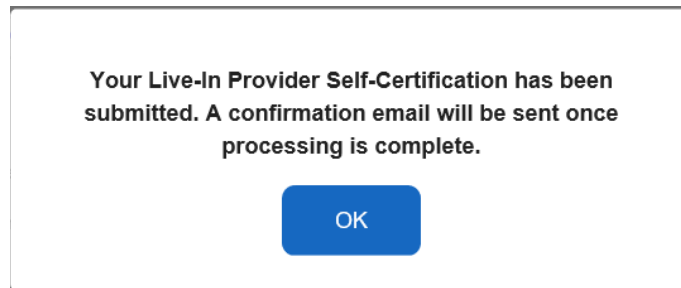 Your Live-In Provider Self-Certification has been
submitted. A confirmation email will be sent once
processing is complete.
OK